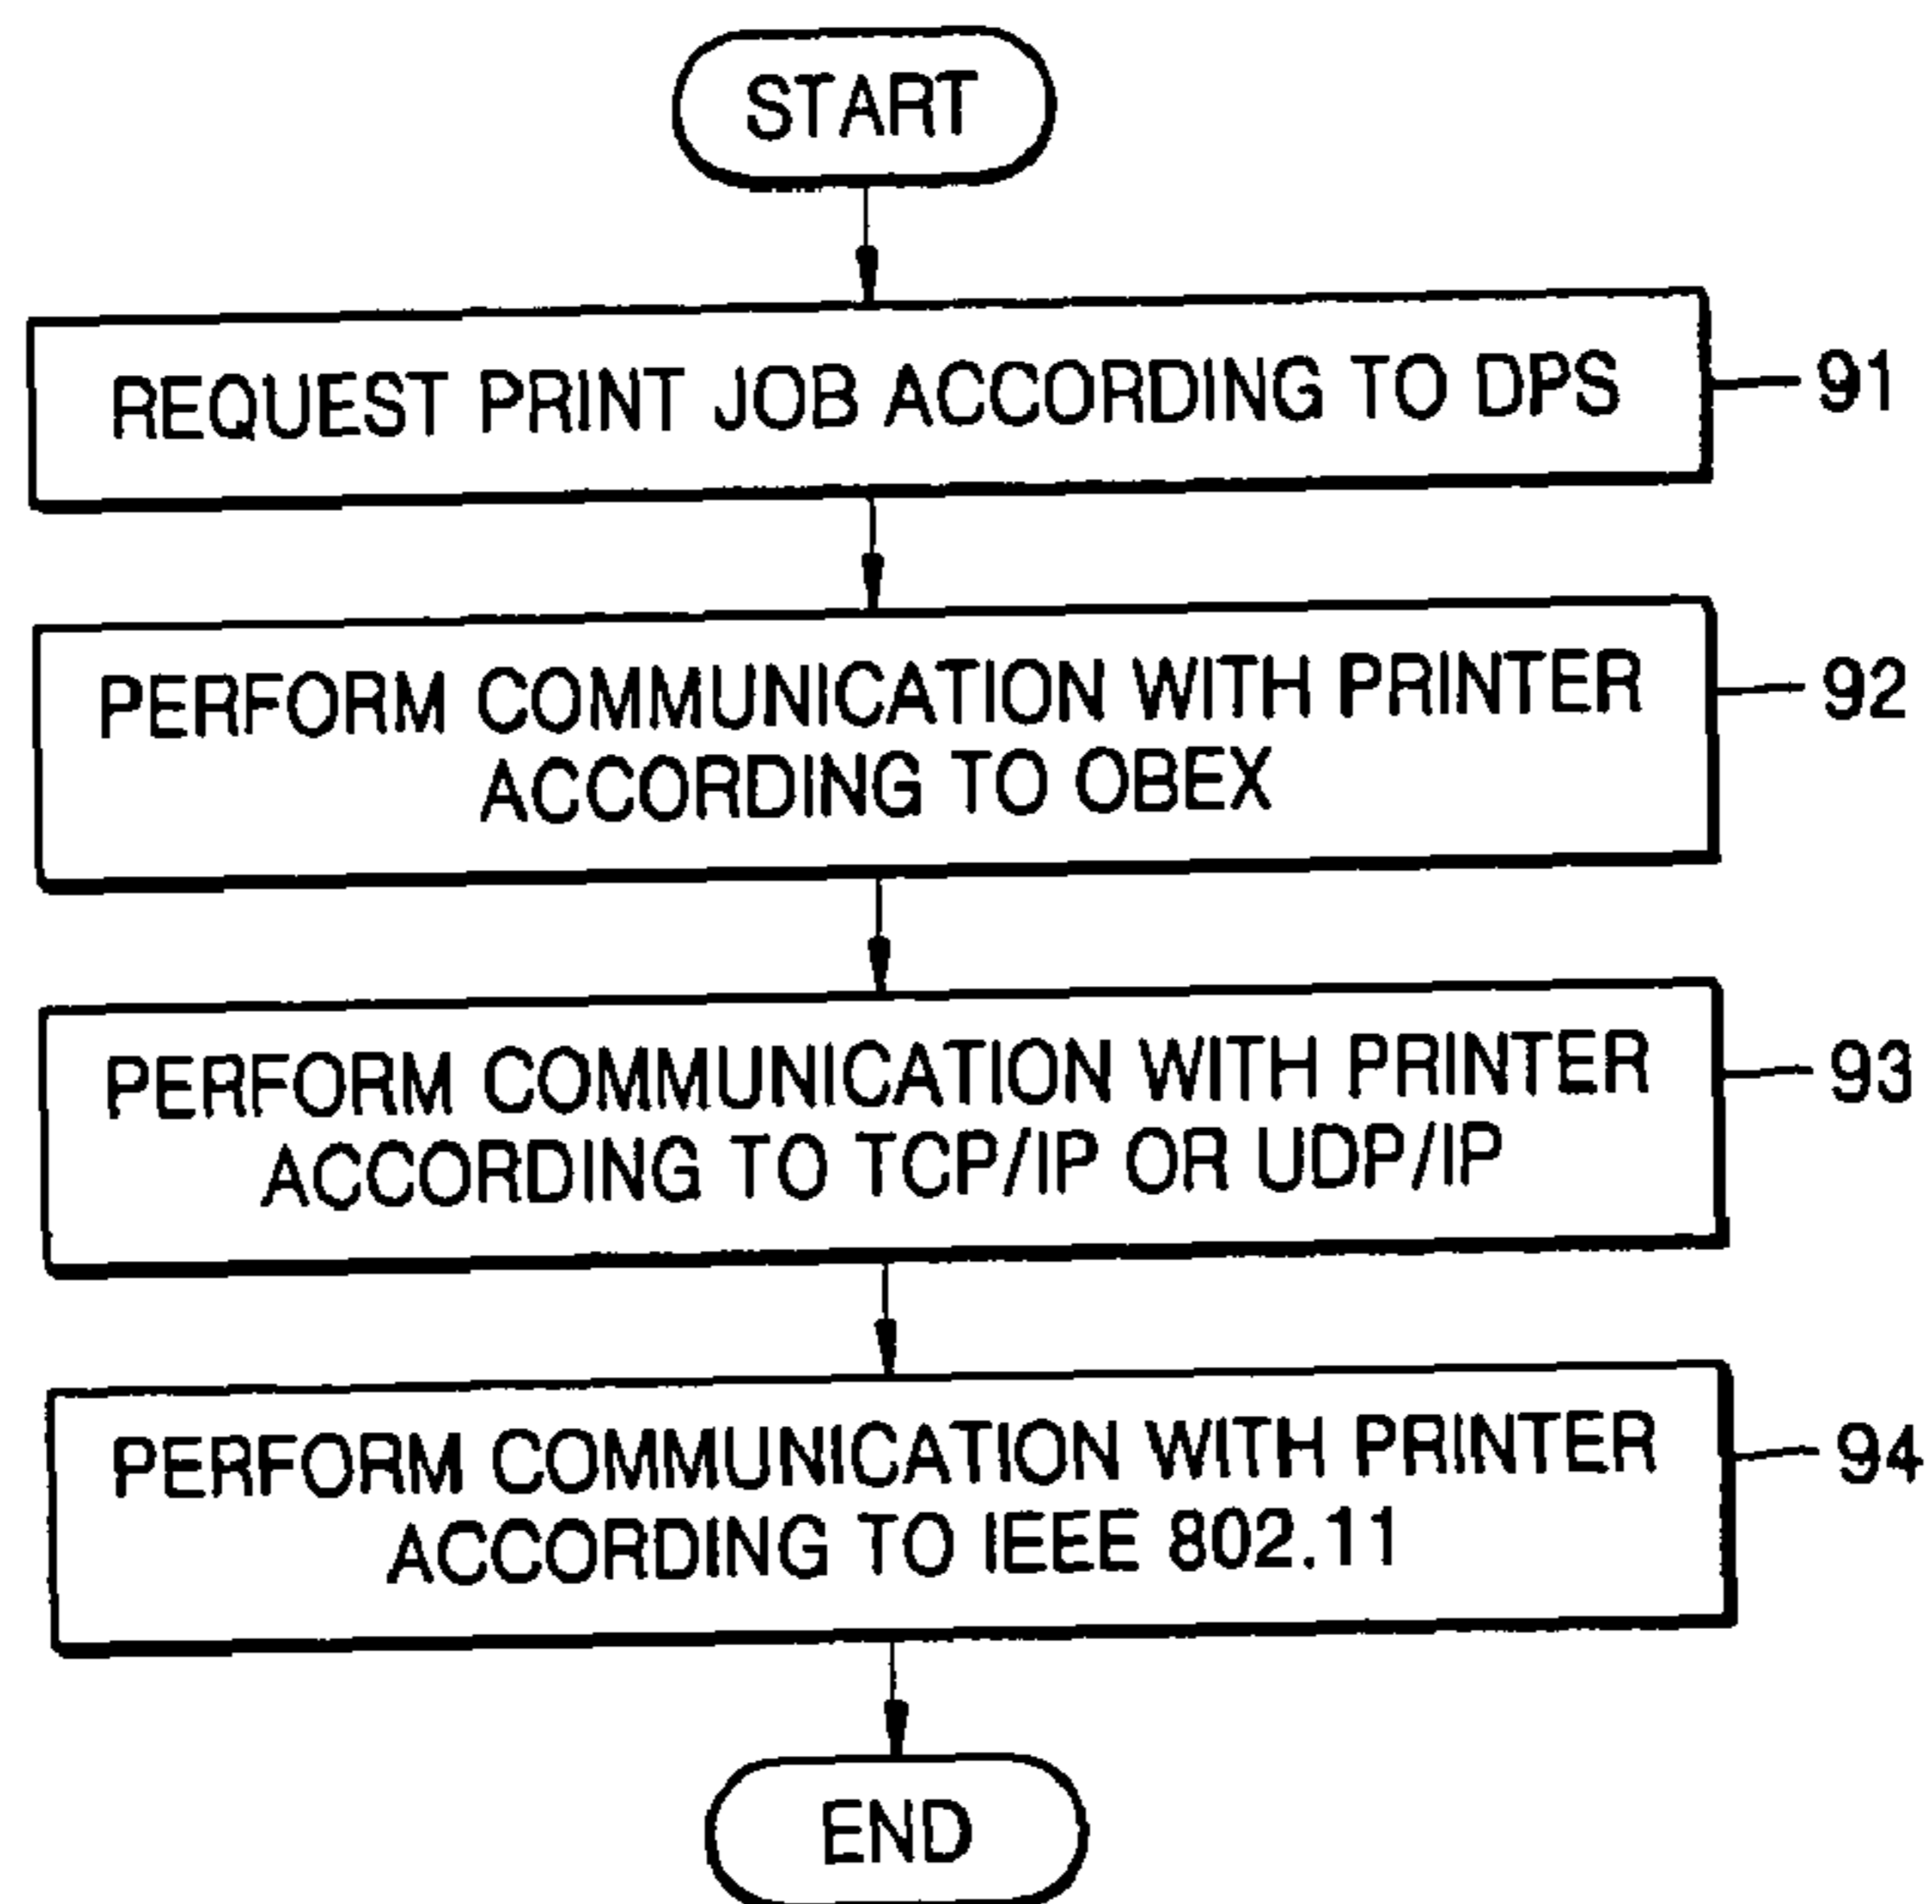 START
REQUEST PRINT JOB ACCORDING TO DPS
91
PERFORM COMMUNICATION WITH PRINTER
ACCORDING TO OBEX
92
PERFORM COMMUNICATION WITH PRINTER
ACCORDING TO TCP/IP OR UDP/IP
93
PERFORM COMMUNICATION WITH PRINTER
ACCORDING TO IEEE 802.11
94
END